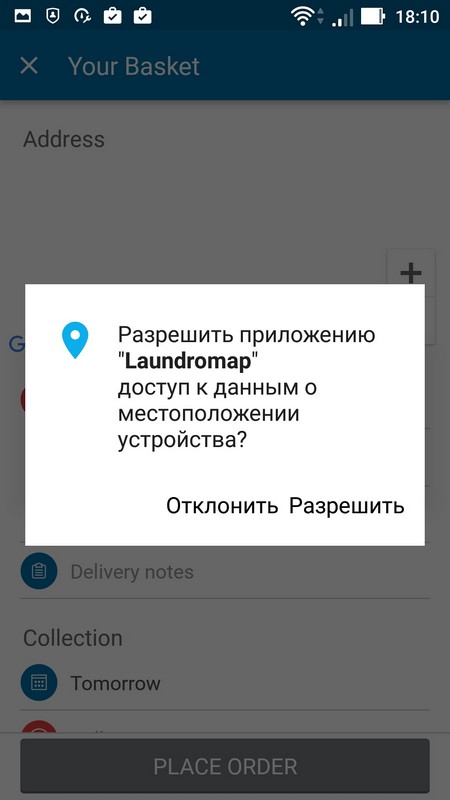 18:10
Your Basket
Address
Разрешить приложению
"Laundromap"
доступ к данным о
местоположении
устройства?
Отклонить Разрешить
Delivery notes
Collection
Tomorrow
PLACE ORDER